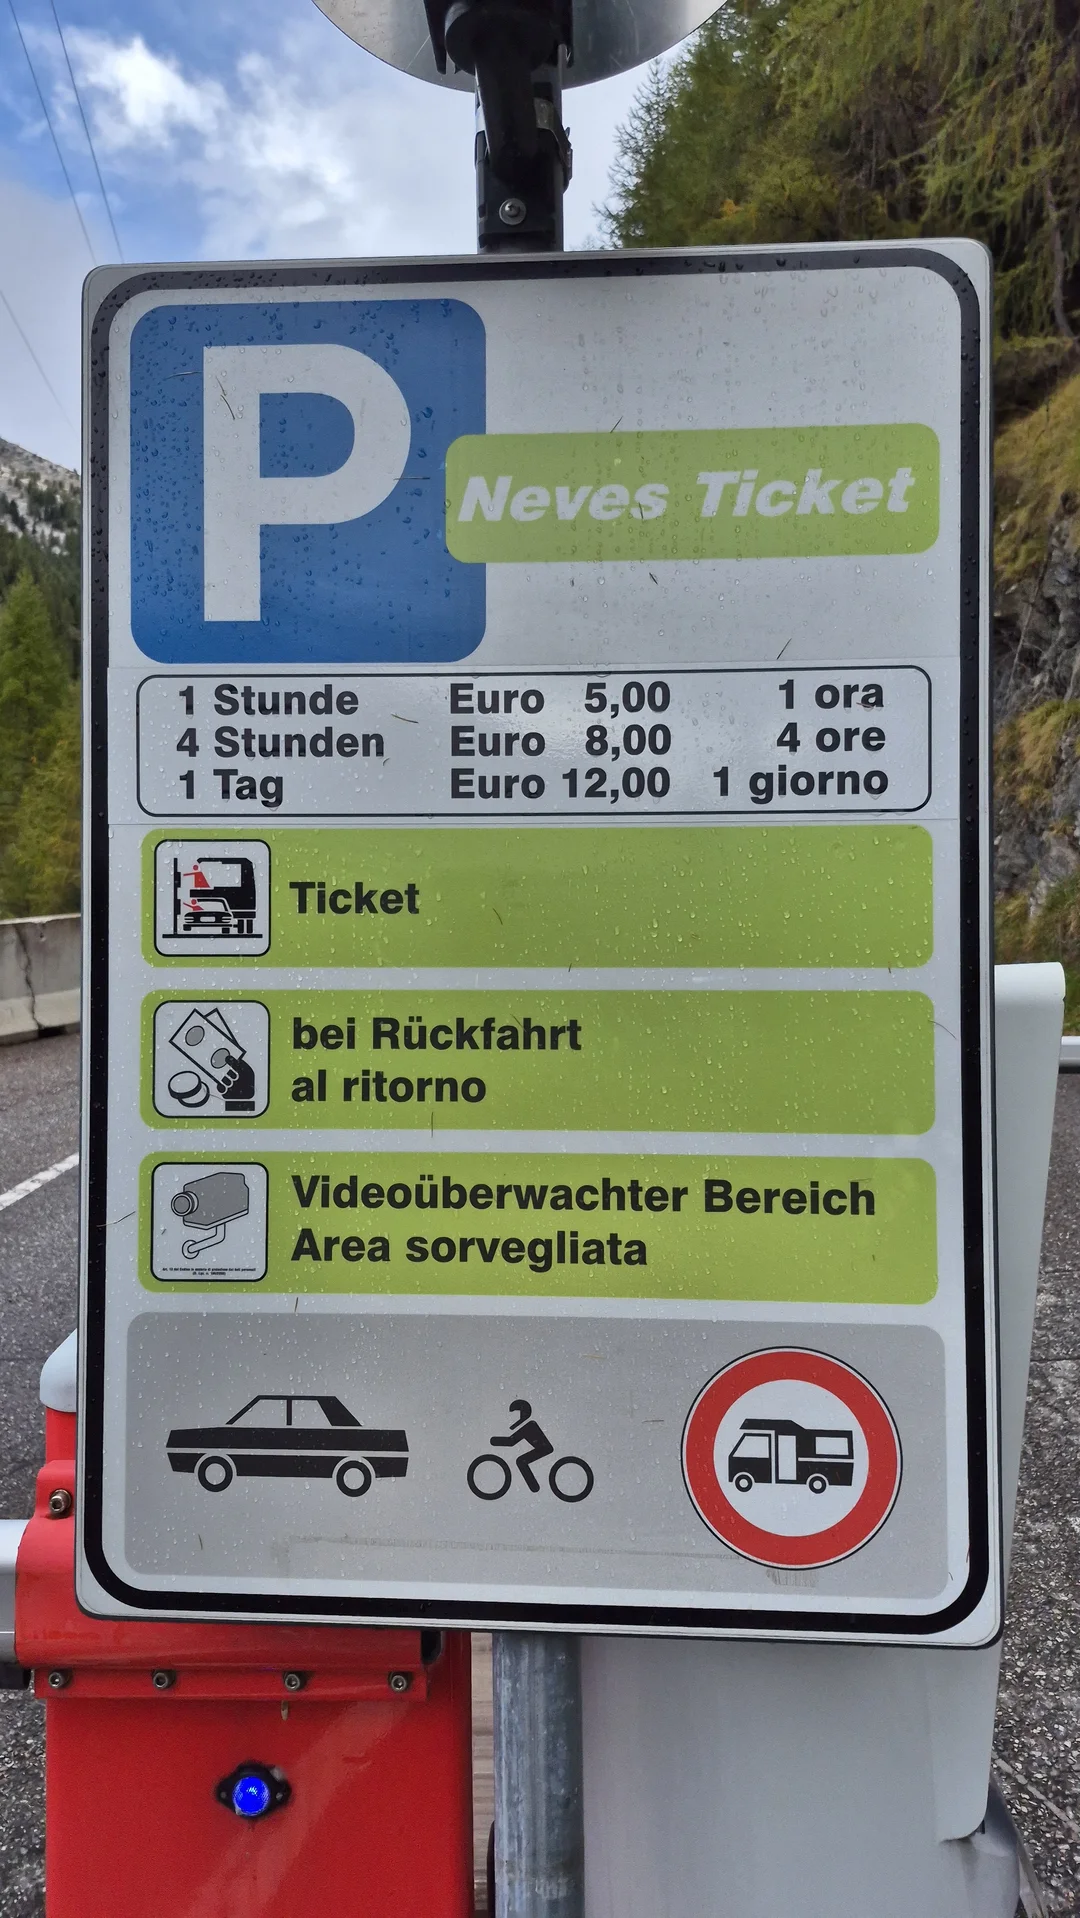 P
Neves Ticket
1 Stunde Euro 5,00 1 ora
4 Stunden Euro 8,00 4 ore
1 Tag Euro 12,00 1 giorno
Ticket
bei Rückfahrt
al ritorno
Videoüberwachter Bereich
Area sorvegliata